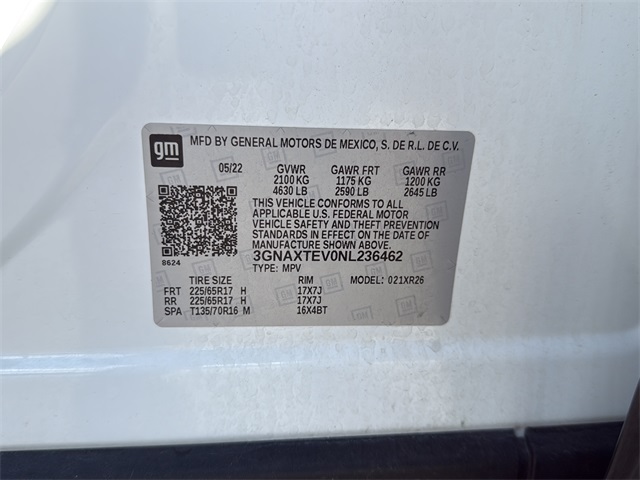 gm
MFD BY GENERAL MOTORS DE MEXICO, S. DE R.L. DE C.V.
05/22 GVWR GAWR FRT GAWR RR
2100 KG 1175 KG 1200 KG
4630 LB 2590 LB 2645 LB
THIS VEHICLE CONFORMS TO ALL
APPLICABLE U.S. FEDERAL MOTOR
VEHICLE SAFETY AND THEFT PREVENTION
STANDARDS IN EFFECT ON THE DATE OF
MANUFACTURE SHOWN ABOVE.
8624 3GNAXTEV0NL236462
TYPE: MPV
TIRE SIZE RIM MODEL: 021XR26
FRT 225/65R17 H 17X7J
RR 225/65R17 H 17X7J
SPA T135/70R16 M 16X4BT